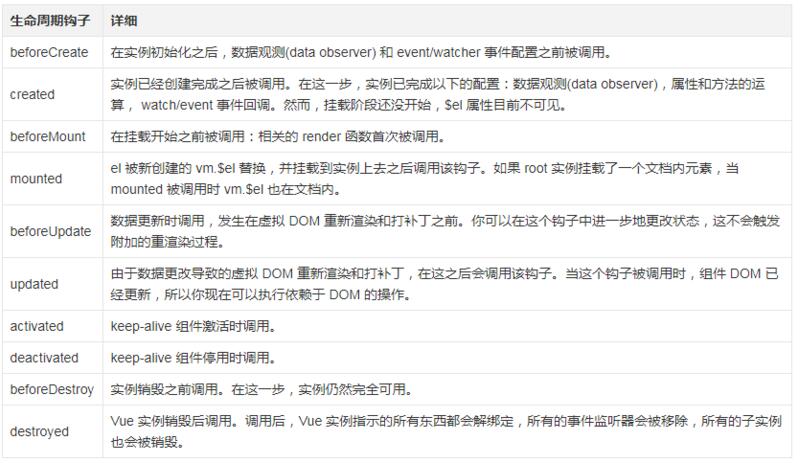 生命周期钩子 详细
beforeCreate 在实例初始化之后，数据观测(data observer) 和 event/watcher 事件配置之前被调用。
实例已经创建完成之后被调用。在这一步，实例已完成以下的配置：数据观测(data observer)，属性和方法的运
created
算， watch/event 事件回调。然而，挂载阶段还没开始，$el 属性目前不可见。
beforeMount 在挂载开始之前被调用：相关的 render 函数首次被调用。
el 被新创建的 vm.$el 替换，并挂载到实例上去之后调用该钩子。如果 root 实例挂载了一个文档内元素，当
mounted
mounted 被调用时 vm.$el 也在文档内。
数据更新时调用，发生在虚拟 DOM 重新渲染和打补丁之前。你可以在这个钩子中进一步地更改状态，这不会触发
beforeUpdate
附加的重渲染过程。
由于数据更改导致的虚拟 DOM 重新渲染和打补丁，在这之后会调用该钩子。当这个钩子被调用时，组件 DOM 已
updated
经更新，所以你现在可以执行依赖于 DOM 的操作。
activated keep-alive 组件激活时调用。
deactivated keep-alive 组件停用时调用。
beforeDestroy 实例销毁之前调用。在这一步，实例仍然完全可用。
Vue 实例销毁后调用。调用后，Vue 实例指示的所有东西都会解绑定，所有的事件监听器会被移除，所有的子实例
destroyed
也会被销毁。